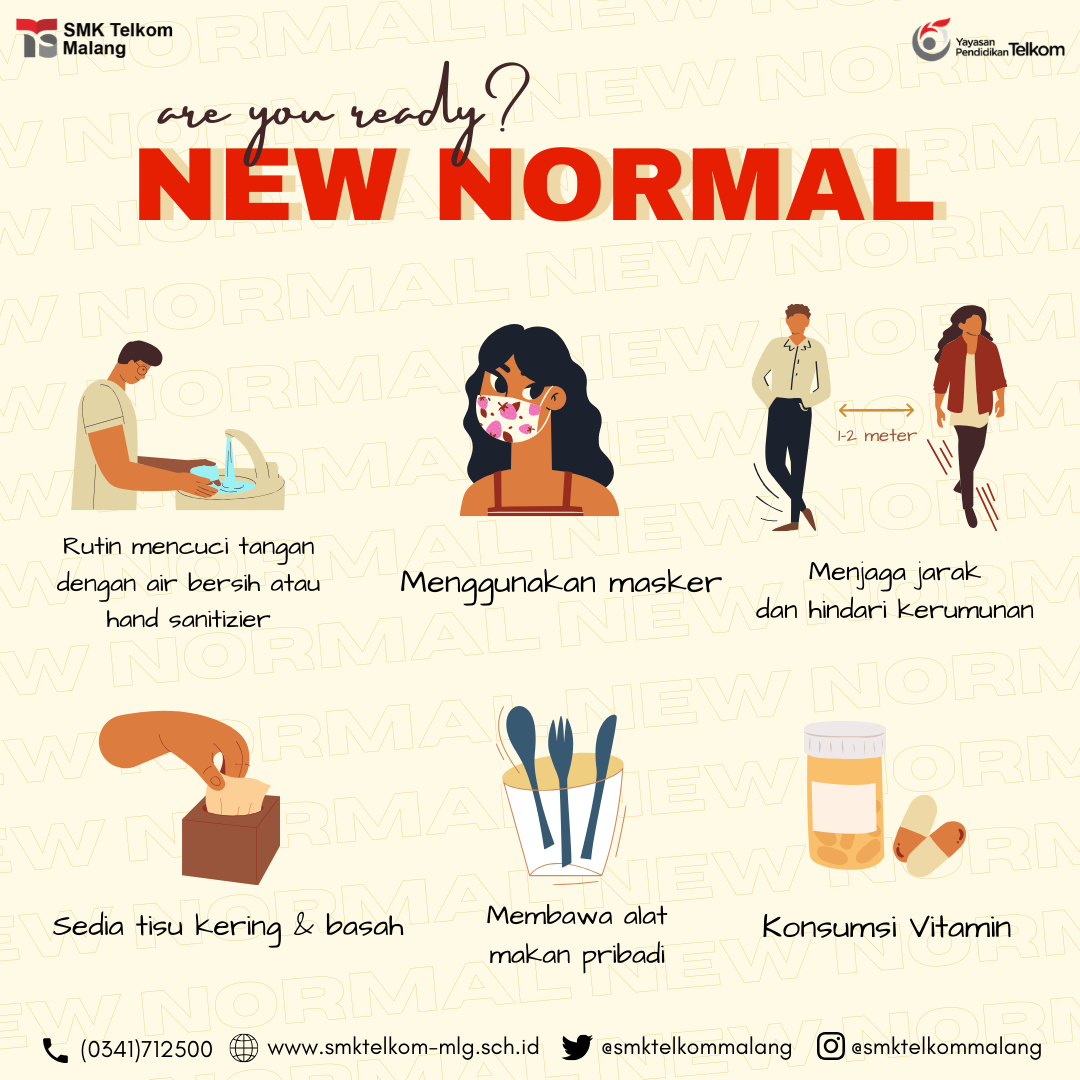 SMK Telkom
Malang
Yayasan
Pendidikan Telkom
are you ready?
NEW NORMAL
1-2 meter
Rutin mencuci tangan
dengan air bersih atau
hand sanitizier
Menggunakan masker
Menjaga jarak
dan hindari kerumunan
Sedia tisu kering & basah
Membawa alat
makan pribadi
Konsumsi Vitamin
(0341)712500 www.smktelkom-mlg.sch.id @smktelkommalang @smktelkommalang